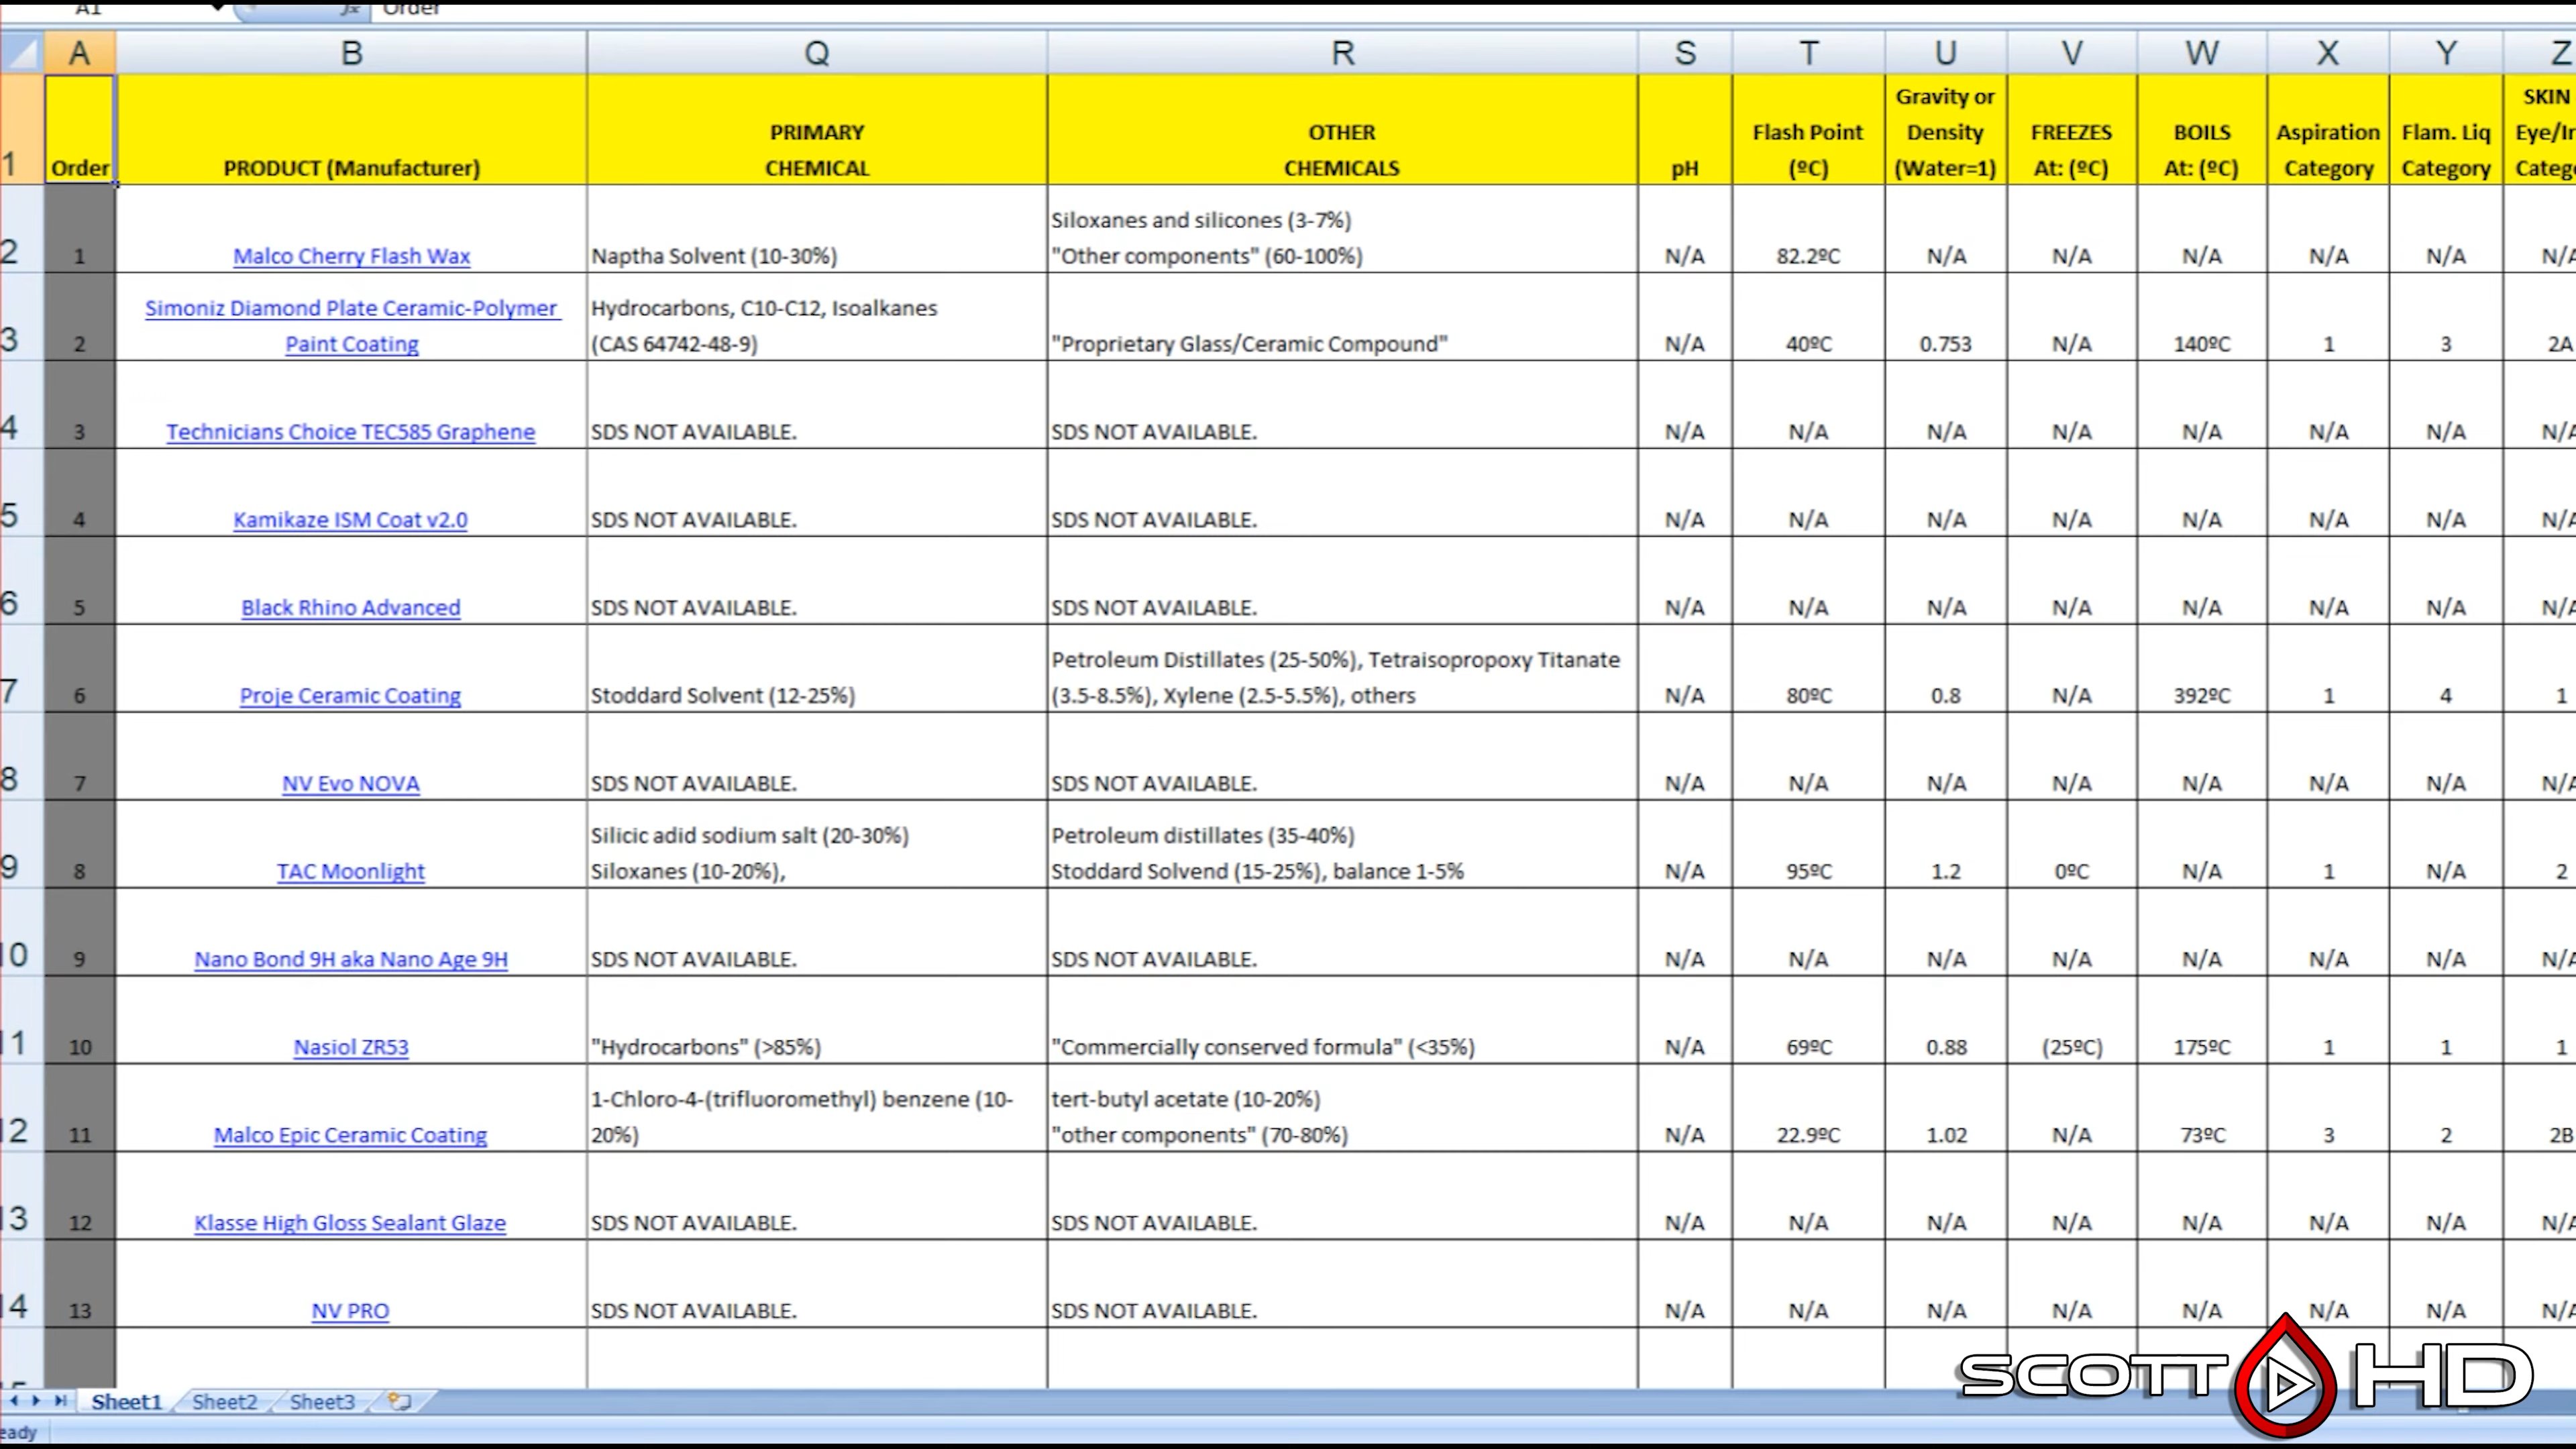 A1 Order
A B Q R S T U V W X Y Z
Gravity or SKIN
PRIMARY OTHER Flash Point Density FREEZES BOILS Aspiration Flam. Liq
1 Order PRODUCT (Manufacturer) CHEMICAL CHEMICALS pH (ºC) (Water=1) At: (ºC) At: (ºC) Category Category
Siloxanes and silicones (3-7%)
2 1 Malco Cherry Flash Wax Naptha Solvent (10-30%) "Other components" (60-100%) N/A 82.2ºC N/A N/A N/A N/A N/A N/A
Simoniz Diamond Plate Ceramic-Polymer Hydrocarbons, C10-C12, Isoalkanes
3 2 Paint Coating (CAS 64742-48-9) "Proprietary Glass/Ceramic Compound" N/A 40ºC 0.753 N/A 140ºC 1 3 2A
4 3 Technicians Choice TEC585 Graphene SDS NOT AVAILABLE. SDS NOT AVAILABLE. N/A N/A N/A N/A N/A N/A N/A N/A
5 4 Kamikaze ISM Coat v2.0 SDS NOT AVAILABLE. SDS NOT AVAILABLE. N/A N/A N/A N/A N/A N/A N/A N/A
6 5 Black Rhino Advanced SDS NOT AVAILABLE. SDS NOT AVAILABLE. N/A N/A N/A N/A N/A N/A N/A N/A
Petroleum Distillates (25-50%), Tetraisopropoxy Titanate
7 6 Proje Ceramic Coating Stoddard Solvent (12-25%) (3.5-8.5%), Xylene (2.5-5.5%), others N/A 80ºC 0.8 N/A 392ºC 1 4 1
8 7 NV Evo NOVA SDS NOT AVAILABLE. SDS NOT AVAILABLE. N/A N/A N/A N/A N/A N/A N/A N/A
Silicic adid sodium salt (20-30%) Petroleum distillates (35-40%)
9 8 TAC Moonlight Siloxanes (10-20%), Stoddard Solvend (15-25%), balance 1-5% N/A 95ºC 1.2 0ºC N/A 1 N/A 2
10 9 Nano Bond 9H aka Nano Age 9H SDS NOT AVAILABLE. SDS NOT AVAILABLE. N/A N/A N/A N/A N/A N/A N/A N/A
11 10 Nasiol ZR53 "Hydrocarbons" (>85%) "Commercially conserved formula" (<35%) N/A 69ºC 0.88 (25ºC) 175ºC 1 1 1
1-Chloro-4-(trifluoromethyl) benzene (10- tert-butyl acetate (10-20%)
12 11 Malco Epic Ceramic Coating 20%) "other components" (70-80%) N/A 22.9ºC 1.02 N/A 73ºC 3 2 2B
13 12 Klasse High Gloss Sealant Glaze SDS NOT AVAILABLE. SDS NOT AVAILABLE. N/A N/A N/A N/A N/A N/A N/A N/A
14 13 NV PRO SDS NOT AVAILABLE. SDS NOT AVAILABLE. N/A N/A N/A N/A N/A N/A N/A N/A
SCOTT HD
Sheet1 Sheet2 Sheet3